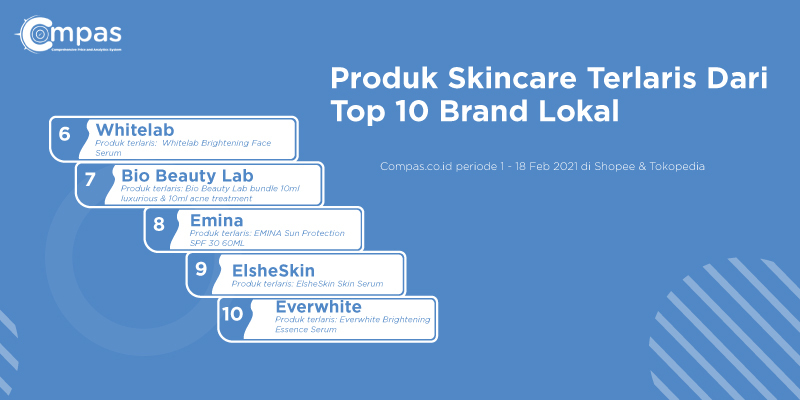 Compas
Comprehensive Price and Analytics System
Produk Skincare Terlaris Dari
Top 10 Brand Lokal
Compas.co.id periode 1 - 18 Feb 2021 di Shopee & Tokopedia
6
Whitelab
Produk terlaris: Whitelab Brightening Face
Serum
7
Bio Beauty Lab
Produk terlaris: Bio Beauty Lab bundle 10ml
luxurious & 10ml acne treatment
8
Emina
Produk terlaris: EMINA Sun Protection
SPF 30 60ML
9
ElsheSkin
Produk terlaris: ElsheSkin Skin Serum
10
Everwhite
Produk terlaris: Everwhite Brightening
Essence Serum